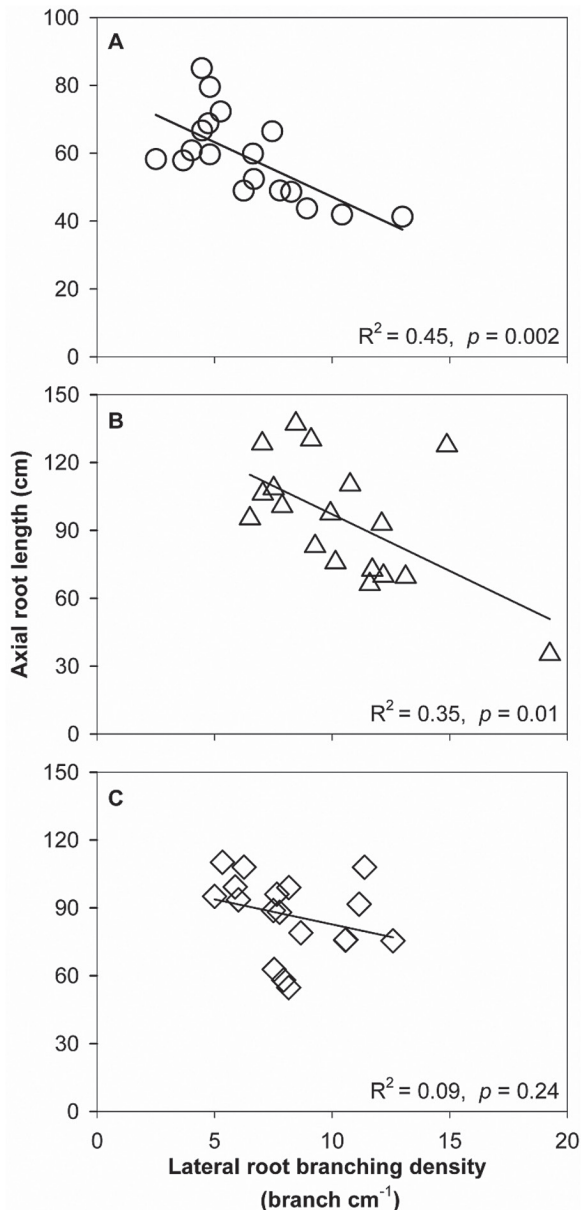 100
A
80
60
40
20
R² = 0.45, p = 0.002
0
150
B
120
90
60
30
R² = 0.35, p = 0.01
0
Axial root length (cm)
150
C
120
90
60
30
R² = 0.09, p = 0.24
0
0 5 10 15 20
Lateral root branching density
(branch cm⁻¹)